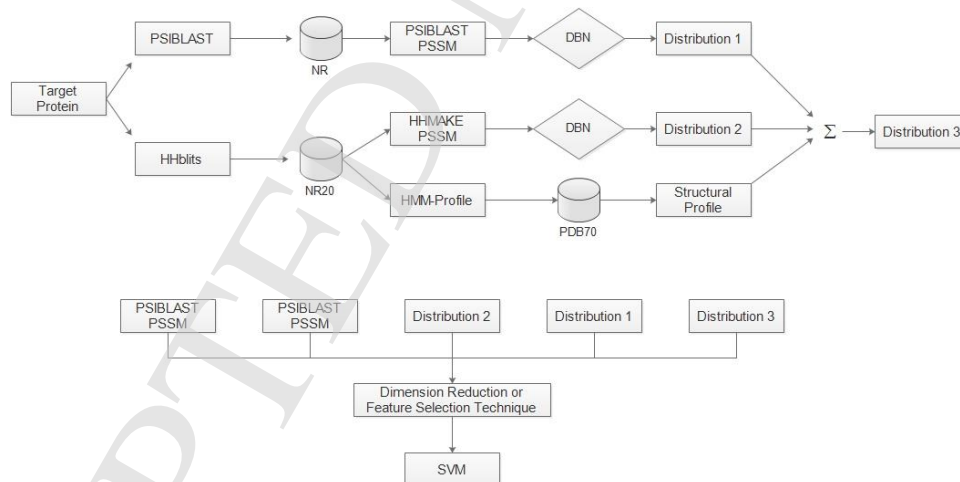 PSIBLAST
NR
PSIBLAST
PSSM
DBN
Distribution 1
Target
Protein
HHblits
NR20
HHMAKE
PSSM
DBN
Distribution 2
Σ
Distribution 3
HMM-Profile
PDB70
Structural
Profile
PSIBLAST
PSSM
PSIBLAST
PSSM
Distribution 2
Distribution 1
Distribution 3
Dimension Reduction or
Feature Selection Technique
SVM
PTED